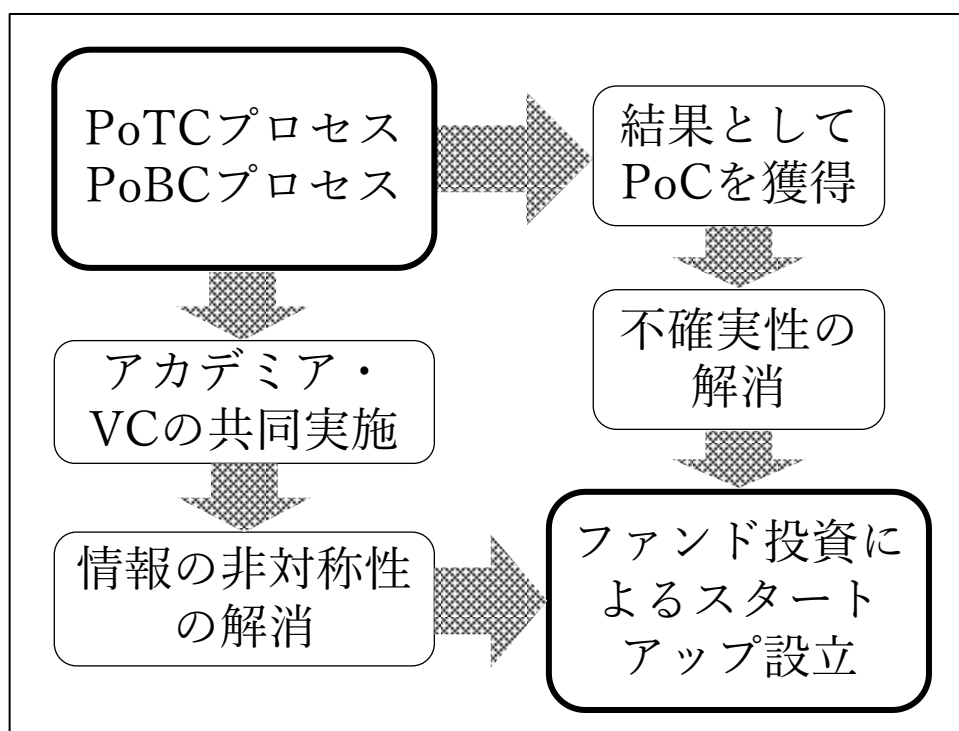 PoTCプロセス
PoBCプロセス
結果として
PoCを獲得
アカデミア・
VCの共同実施
不確実性の
解消
情報の非対称性
の解消
ファンド投資に
よるスタート
アップ設立